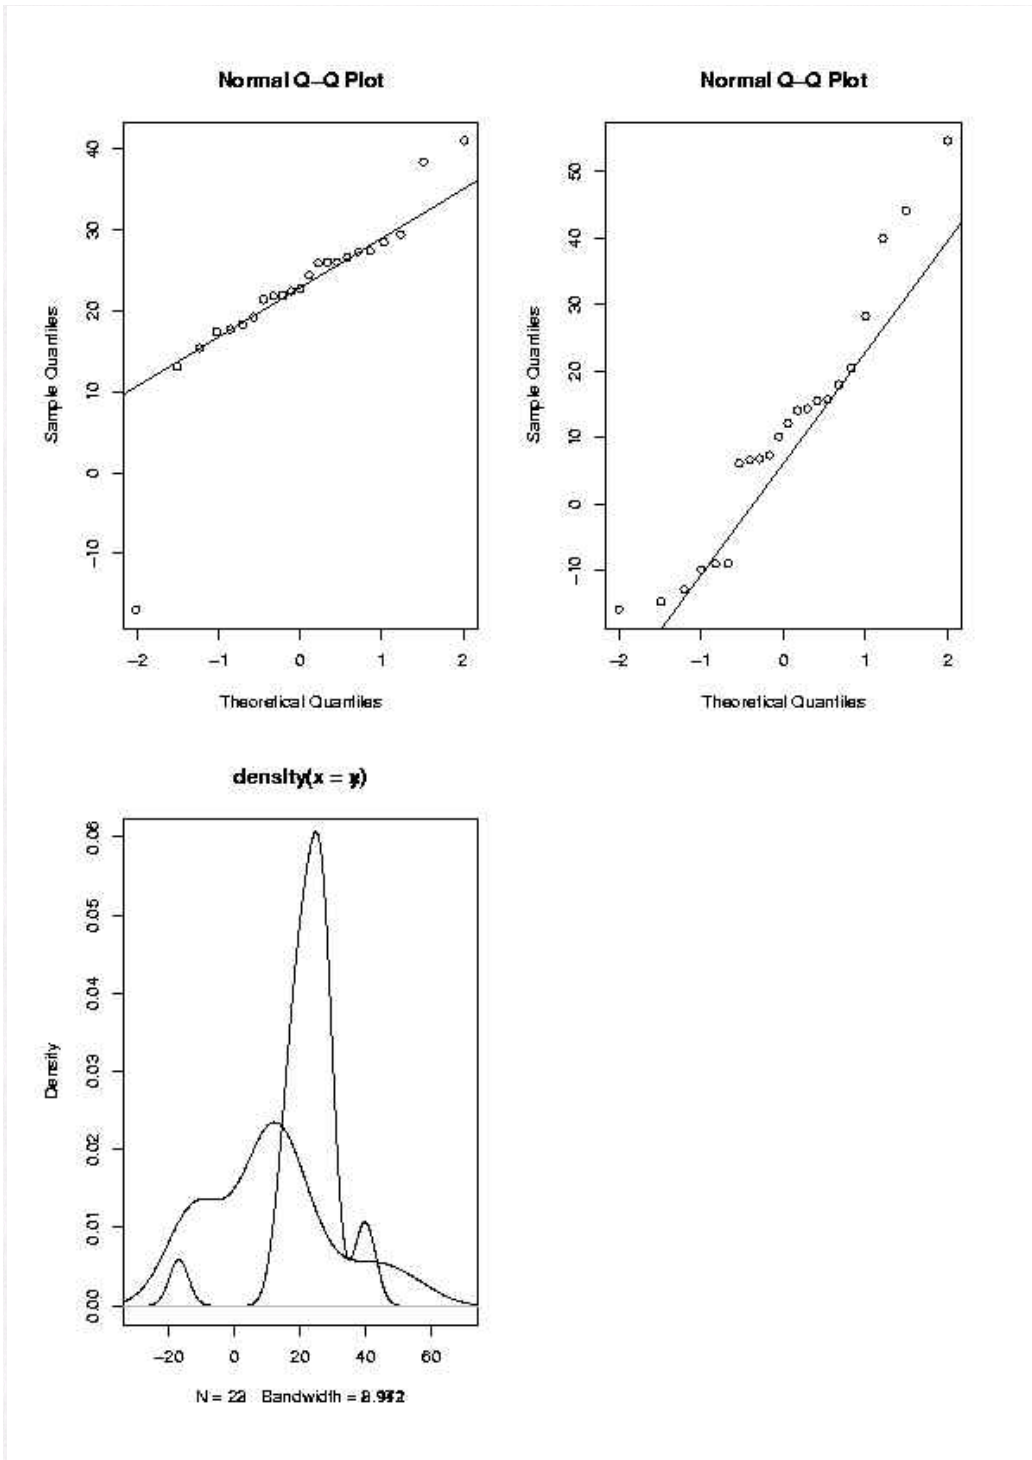 Normal Q–Q Plot
Sample Quantiles
40
30
20
10
0
−10
−2 −1 0 1 2
Theoretical Quantiles
Normal Q–Q Plot
Sample Quantiles
50
40
30
20
10
0
−10
−2 −1 0 1 2
Theoretical Quantiles
density(x =
Density
0.06
0.05
0.04
0.03
0.02
0.01
0.00
−20 0 20 40 60
N = Bandwidth =